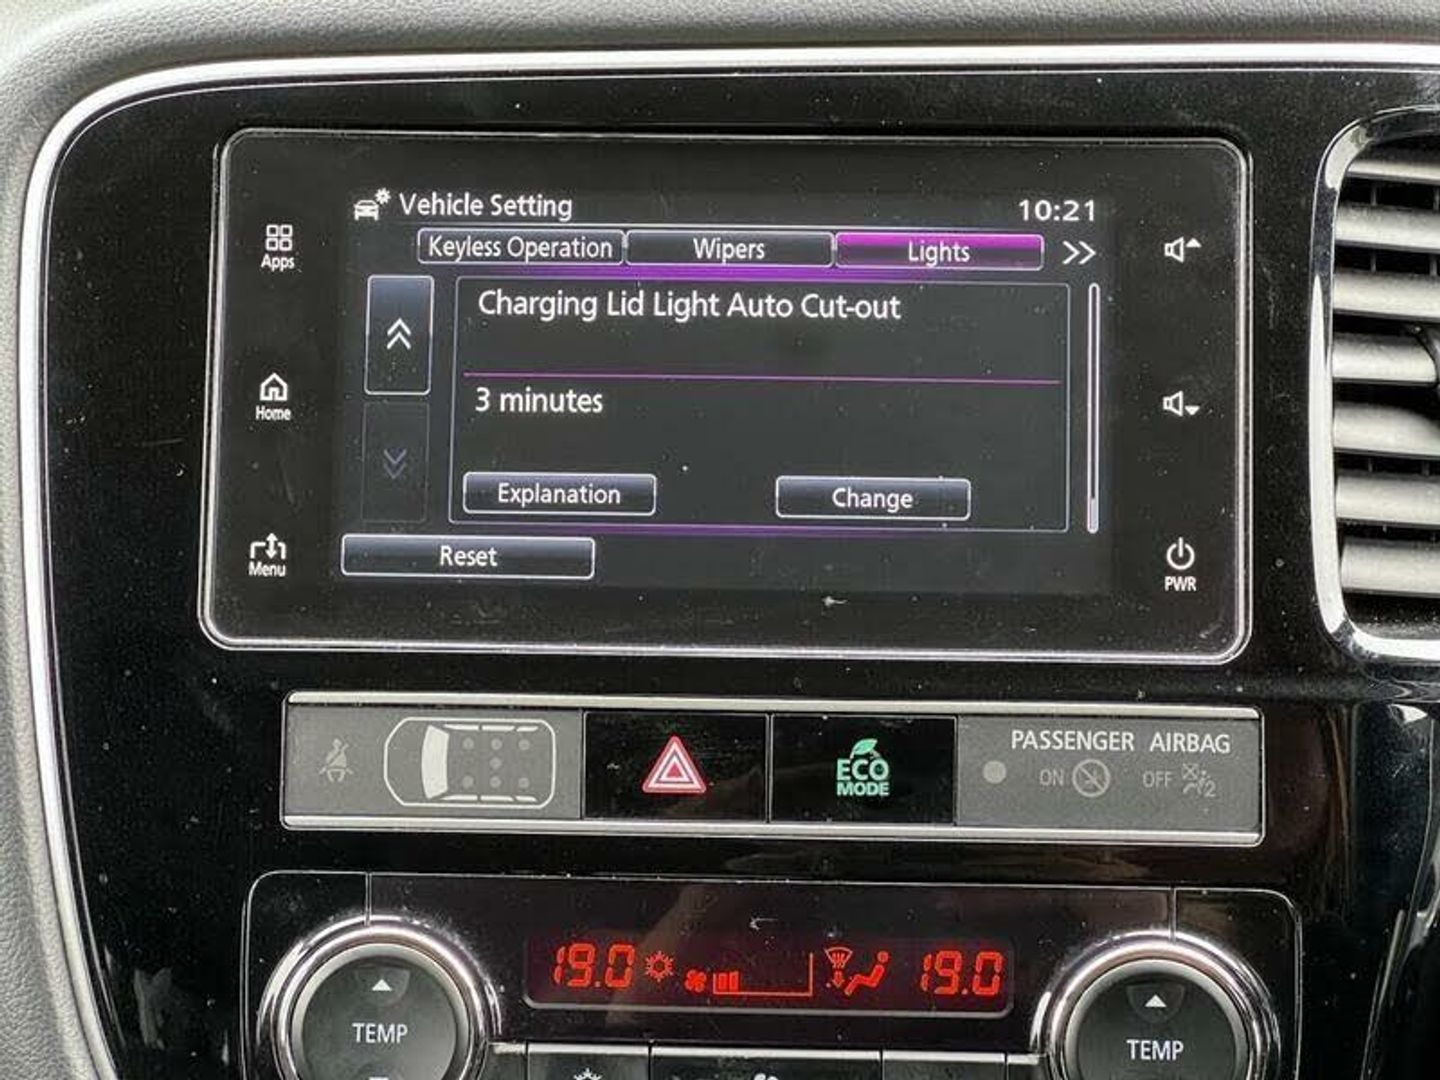 Vehicle Setting
10:21
Keyless Operation
Wipers
Lights
Apps
Charging Lid Light Auto Cut-out
3 minutes
Home
Explanation
Change
Menu
Reset
PWR
PASSENGER AIRBAG
ON
OFF
2
ECO
MODE
19.0
19.0
TEMP
TEMP